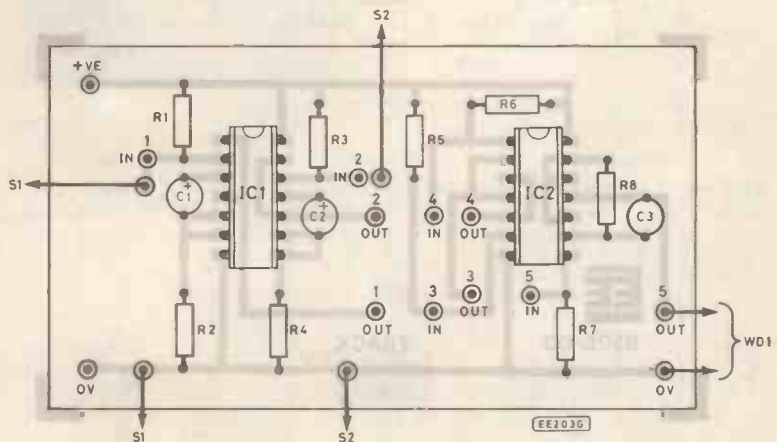 S2
+VE
R1
R3
R5
R6
1
IN
IC1
2
IN
IC2
R8
S1
C1
+
C2
+
2
OUT
4
IN
4
OUT
C3
R2
R4
1
OUT
3
IN
3
OUT
5
IN
R7
5
OUT
WD1
0V
0V
S1
S2
EE203G